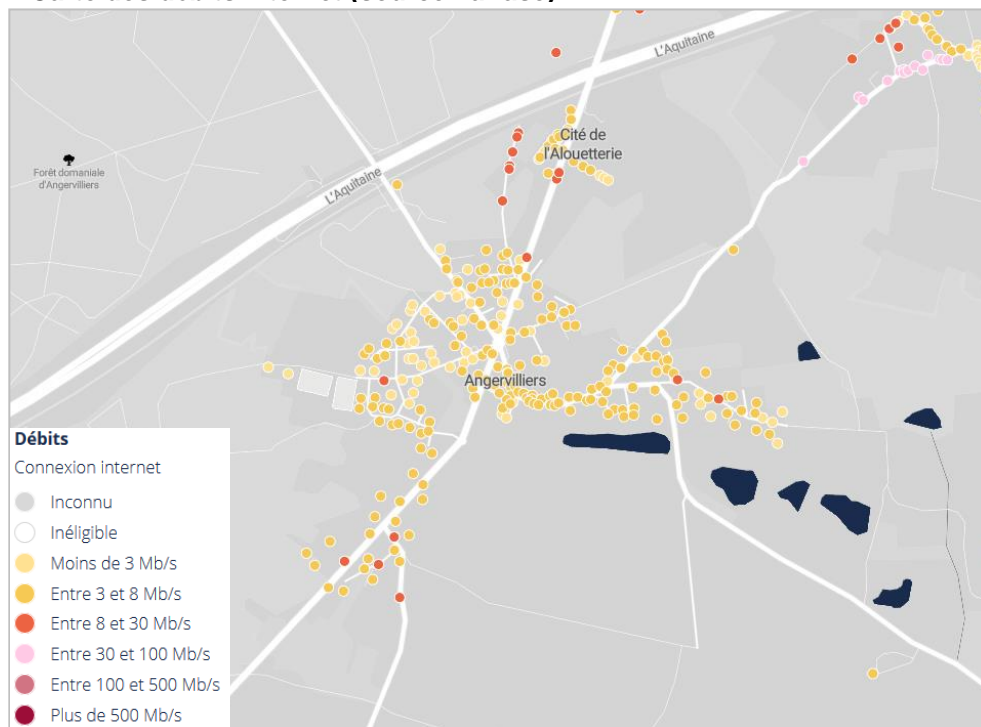 L'Aquitaine
Cité de
l'Alouetterie
Forêt domaniale
d'Angervilliers
L'Aquitaine
L'Aquitaine
Angervilliers
Débits
Connexion internet
Inconnu
Inéligible
Moins de 3 Mb/s
Entre 3 et 8 Mb/s
Entre 8 et 30 Mb/s
Entre 30 et 100 Mb/s
Entre 100 et 500 Mb/s
Plus de 500 Mb/s